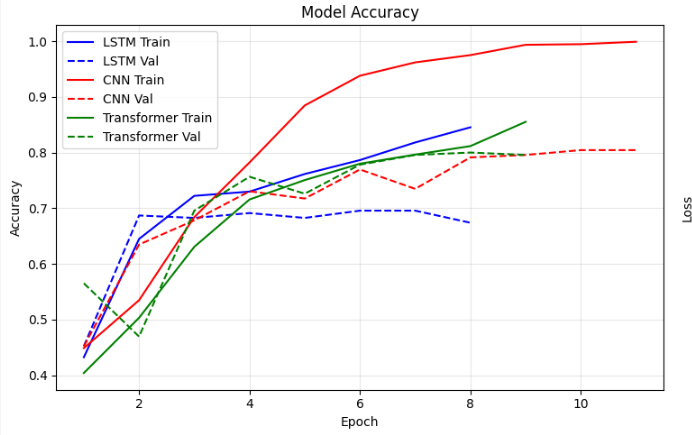 Model Accuracy
1.0
0.9
0.8
0.7
0.6
0.5
0.4
Accuracy
LSTM Train
LSTM Val
CNN Train
CNN Val
Transformer Train
Transformer Val
2
4
6
8
10
Epoch
Loss